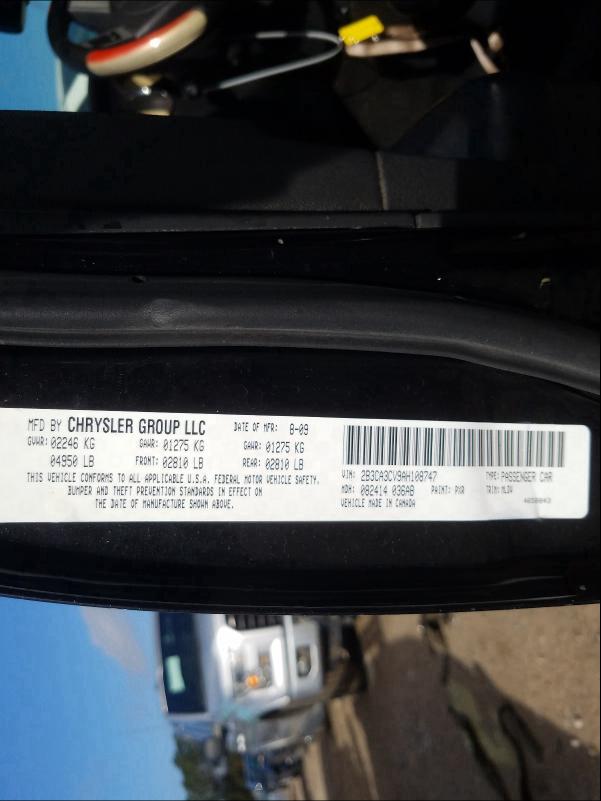 MFD BY CHRYSLER GROUP LLC DATE OF MFR: 8-09
GVWR: 02246 KG GAWR: 01275 KG GAWR: 01275 KG
04950 LB FRONT: 02810 LB REAR: 02810 LB
THIS VEHICLE CONFORMS TO ALL APPLICABLE U.S.A. FEDERAL MOTOR VEHICLE SAFETY,
BUMPER AND THEFT PREVENTION STANDARDS IN EFFECT ON
THE DATE OF MANUFACTURE SHOWN ABOVE.
VIN: 2B3CA3CV9AH108747 TYPE: PASSENGER CAR
MDH: 082414 036AB PAINT: PXR TRIM: MLDV
VEHICLE MADE IN CANADA